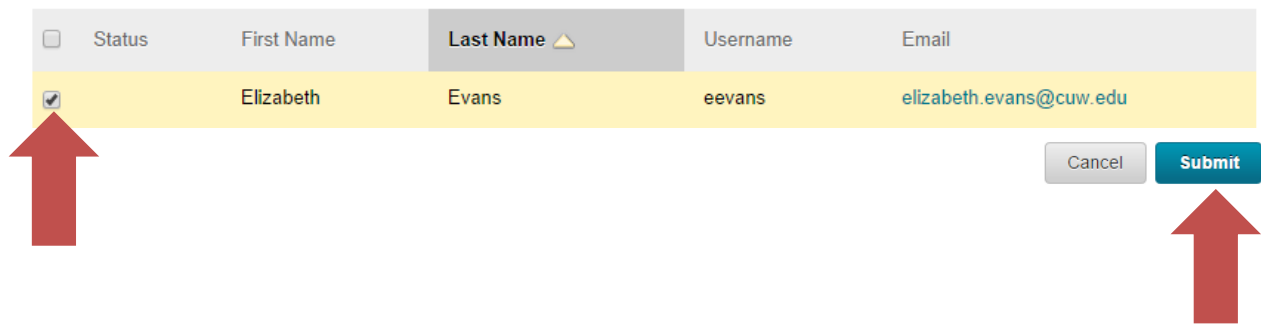 Status First Name Last Name Username Email
Elizabeth Evans eevans elizabeth.evans@cuw.edu
Cancel Submit